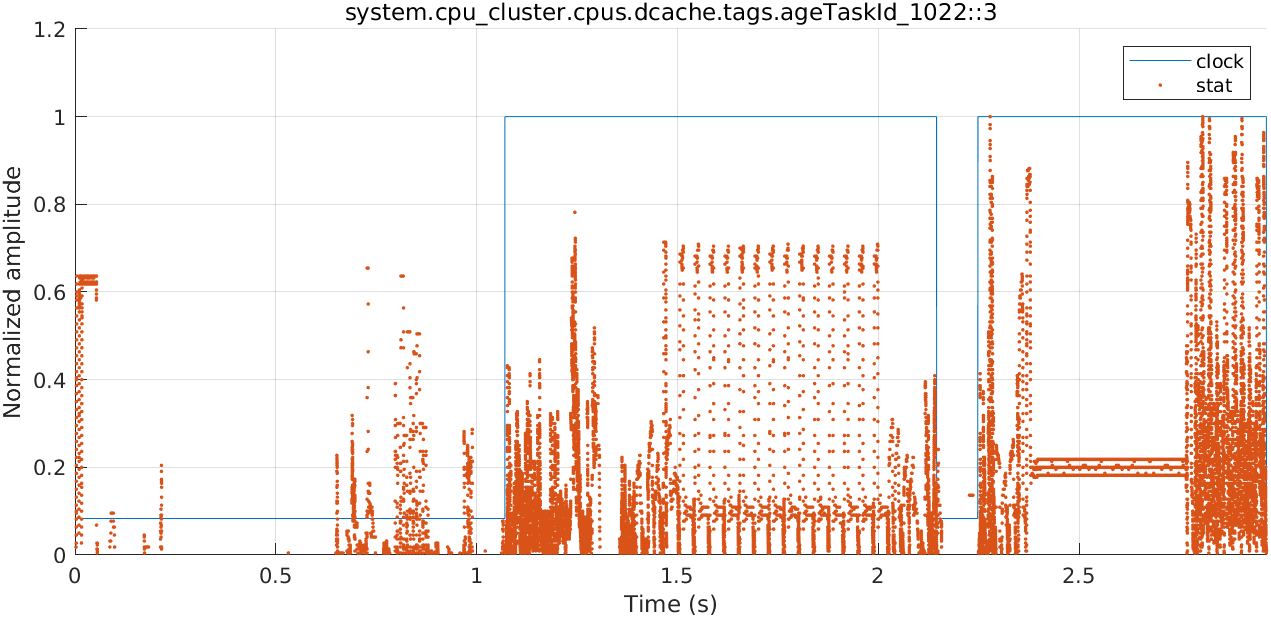 system.cpu_cluster.cpus.dcache.tags.ageTaskId_1022::3
1.2
1
0.8
0.6
0.4
0.2
0
Normalized amplitude
clock
stat
0
0.5
1
1.5
2
2.5
Time (s)